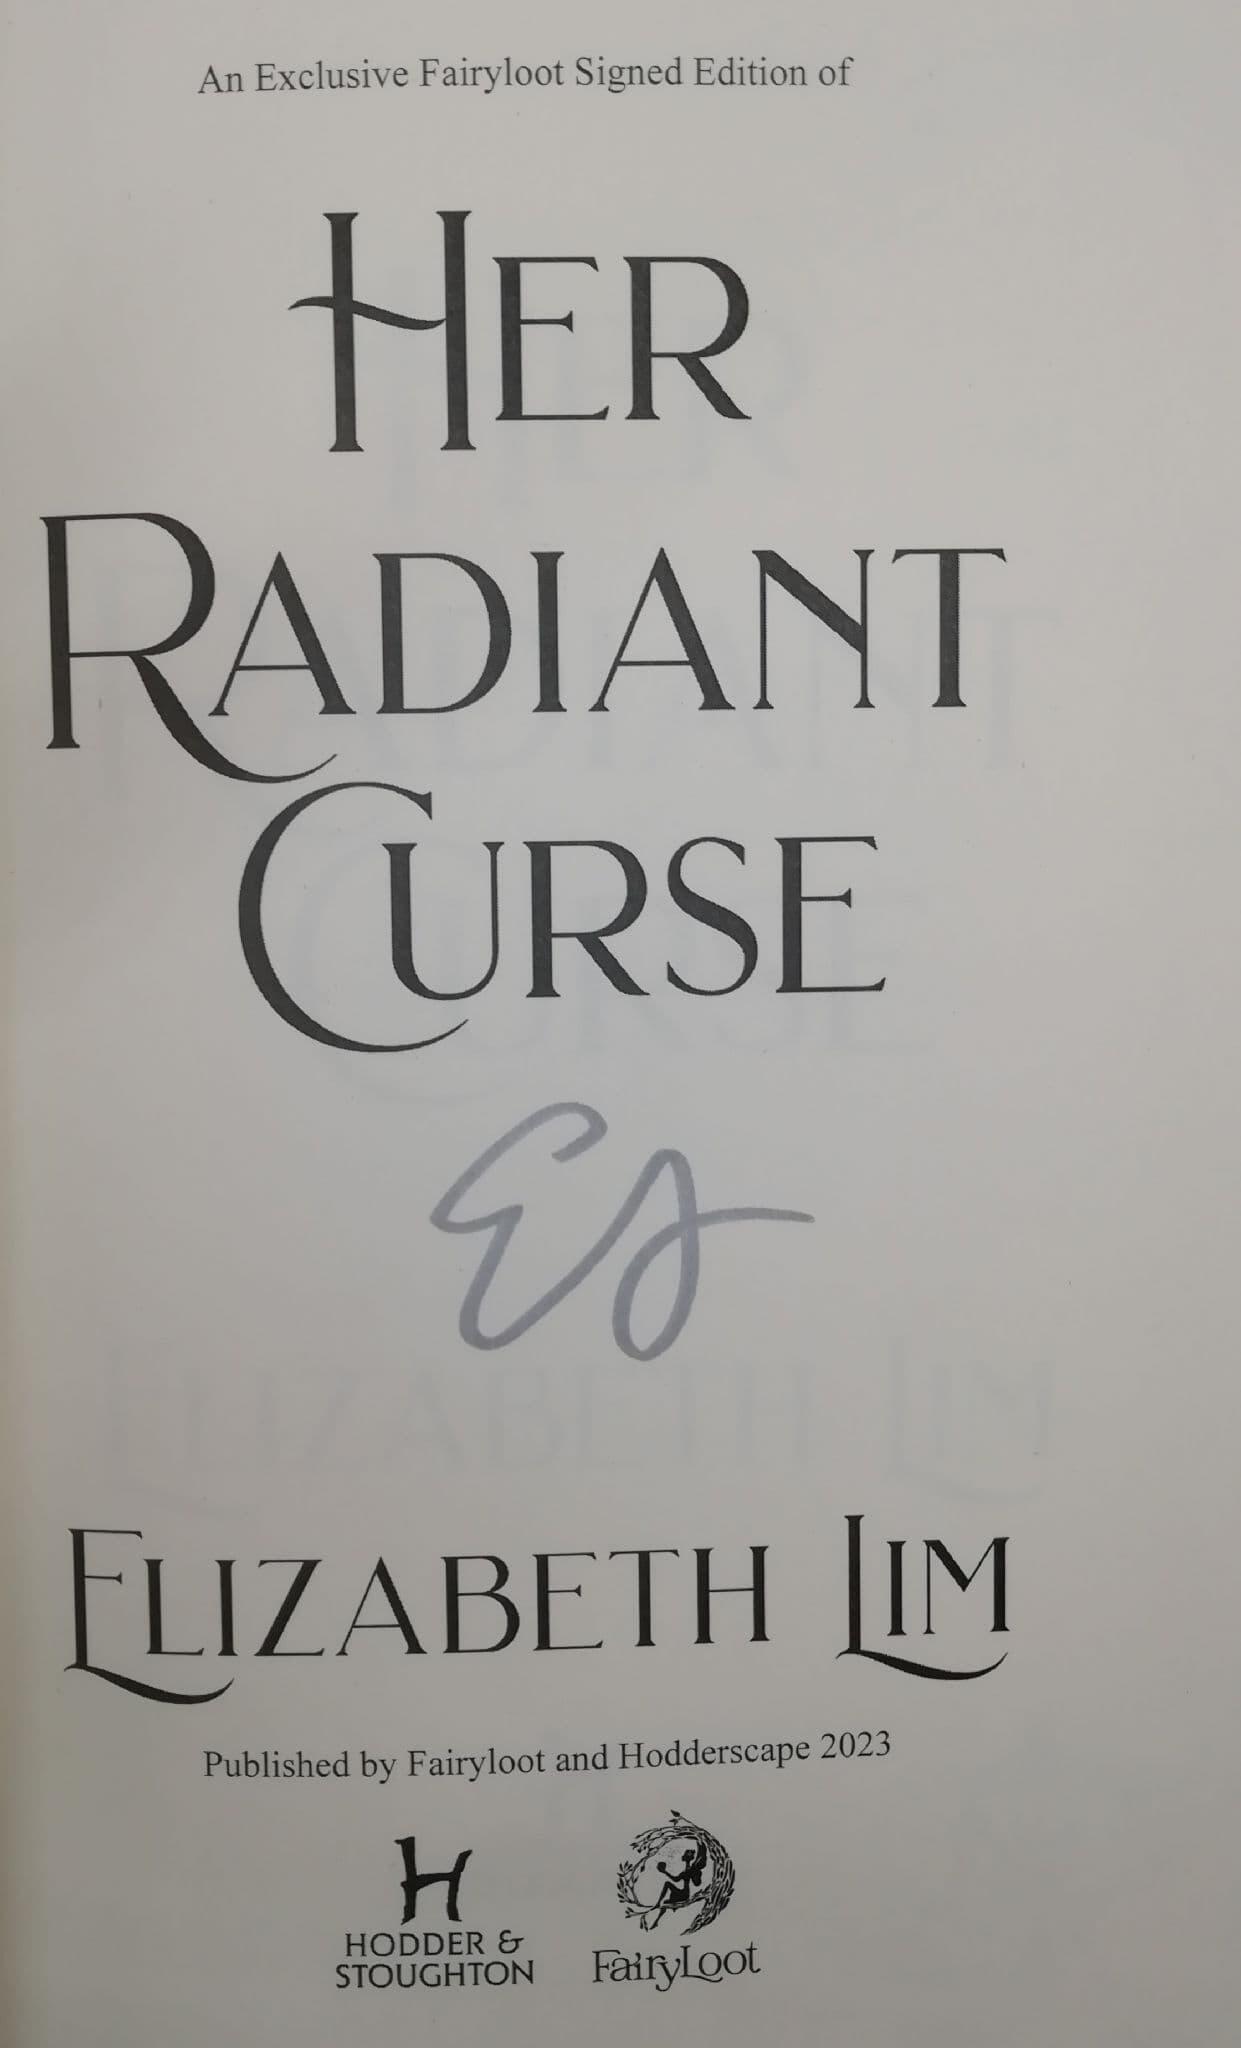 An Exclusive Fairyloot Signed Edition of
HER
RADIANT
CURSE
ELIZABETH LIM
Published by Fairyloot and Hodderscape 2023
H
HODDER &
STOUGHTON
FairyLoot